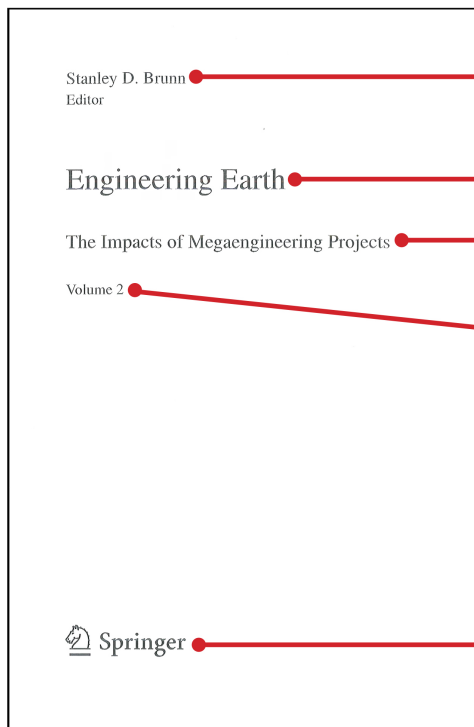 Stanley D. Brunn
Editor
Engineering Earth
The Impacts of Megaengineering Projects
Volume 2
Springer